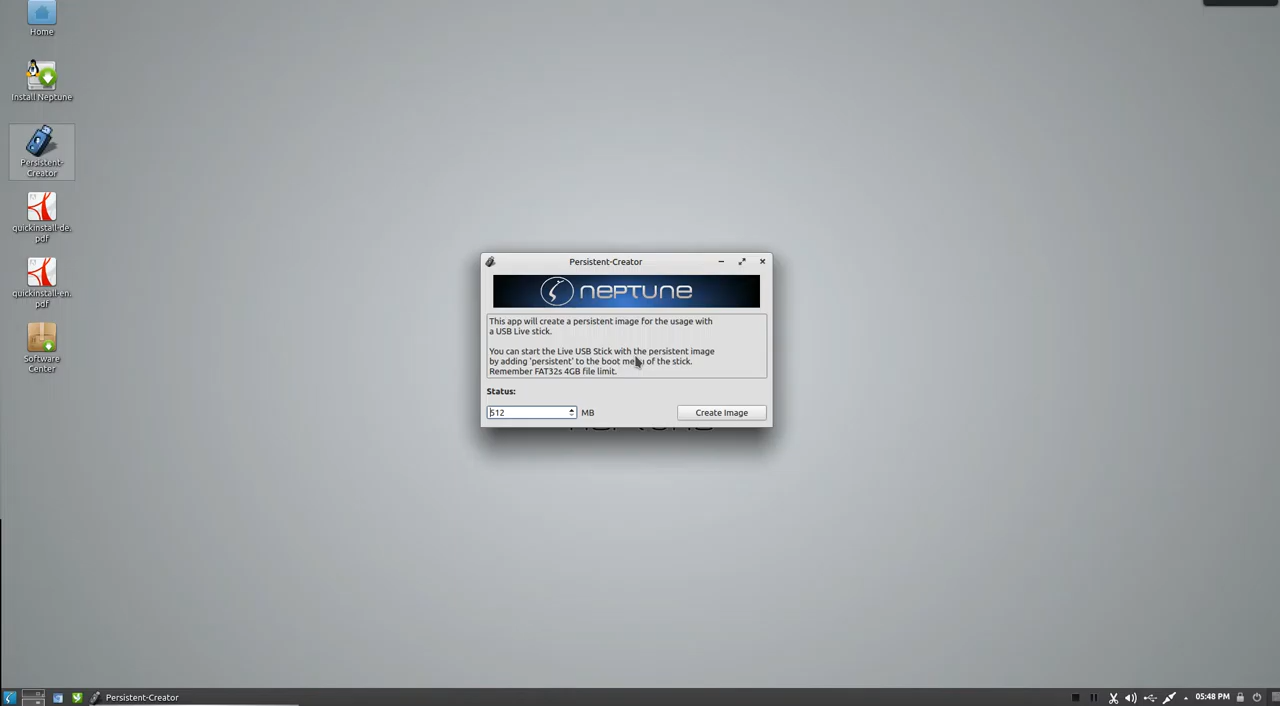 Home
Install Neptune
Persistent-
Creator
quickinstall-de.
pdf
quickinstall-en.
pdf
Software
Center
Persistent-Creator
NEPTUNE
This app will create a persistent image for the usage with
a USB Live stick.
You can start the Live USB Stick with the persistent image
by adding 'persistent' to the boot menu of the stick.
Remember FAT32s 4GB file limit.
Status:
512 MB
Create Image
Persistent-Creator
05:48 PM